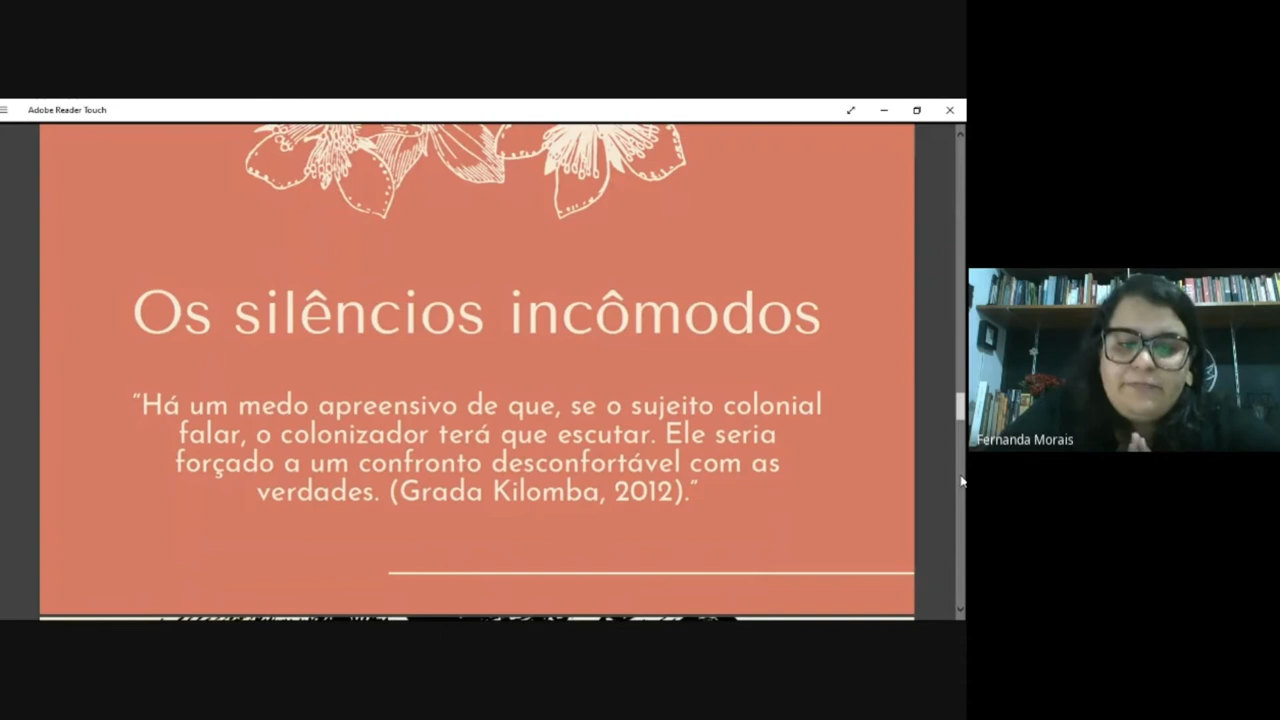 Adobe Reader Touch
Os silêncios incômodos
“Há um medo apreensivo de que, se o sujeito colonial
falar, o colonizador terá que escutar. Ele seria
forçado a um confronto desconfortável com as
verdades. (Grada Kilomba, 2012).”
Fernanda Morais